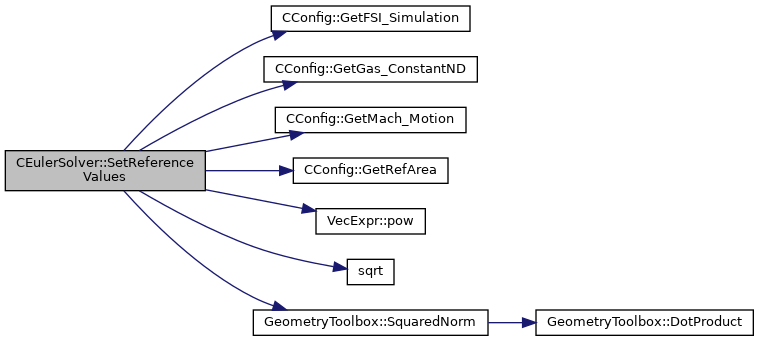 CConfig::GetFSI_Simulation
CConfig::GetGas_ConstantND
CConfig::GetMach_Motion
CEulerSolver::SetReference
Values
CConfig::GetRefArea
VecExpr::pow
sqrt
GeometryToolbox::SquaredNorm
GeometryToolbox::DotProduct